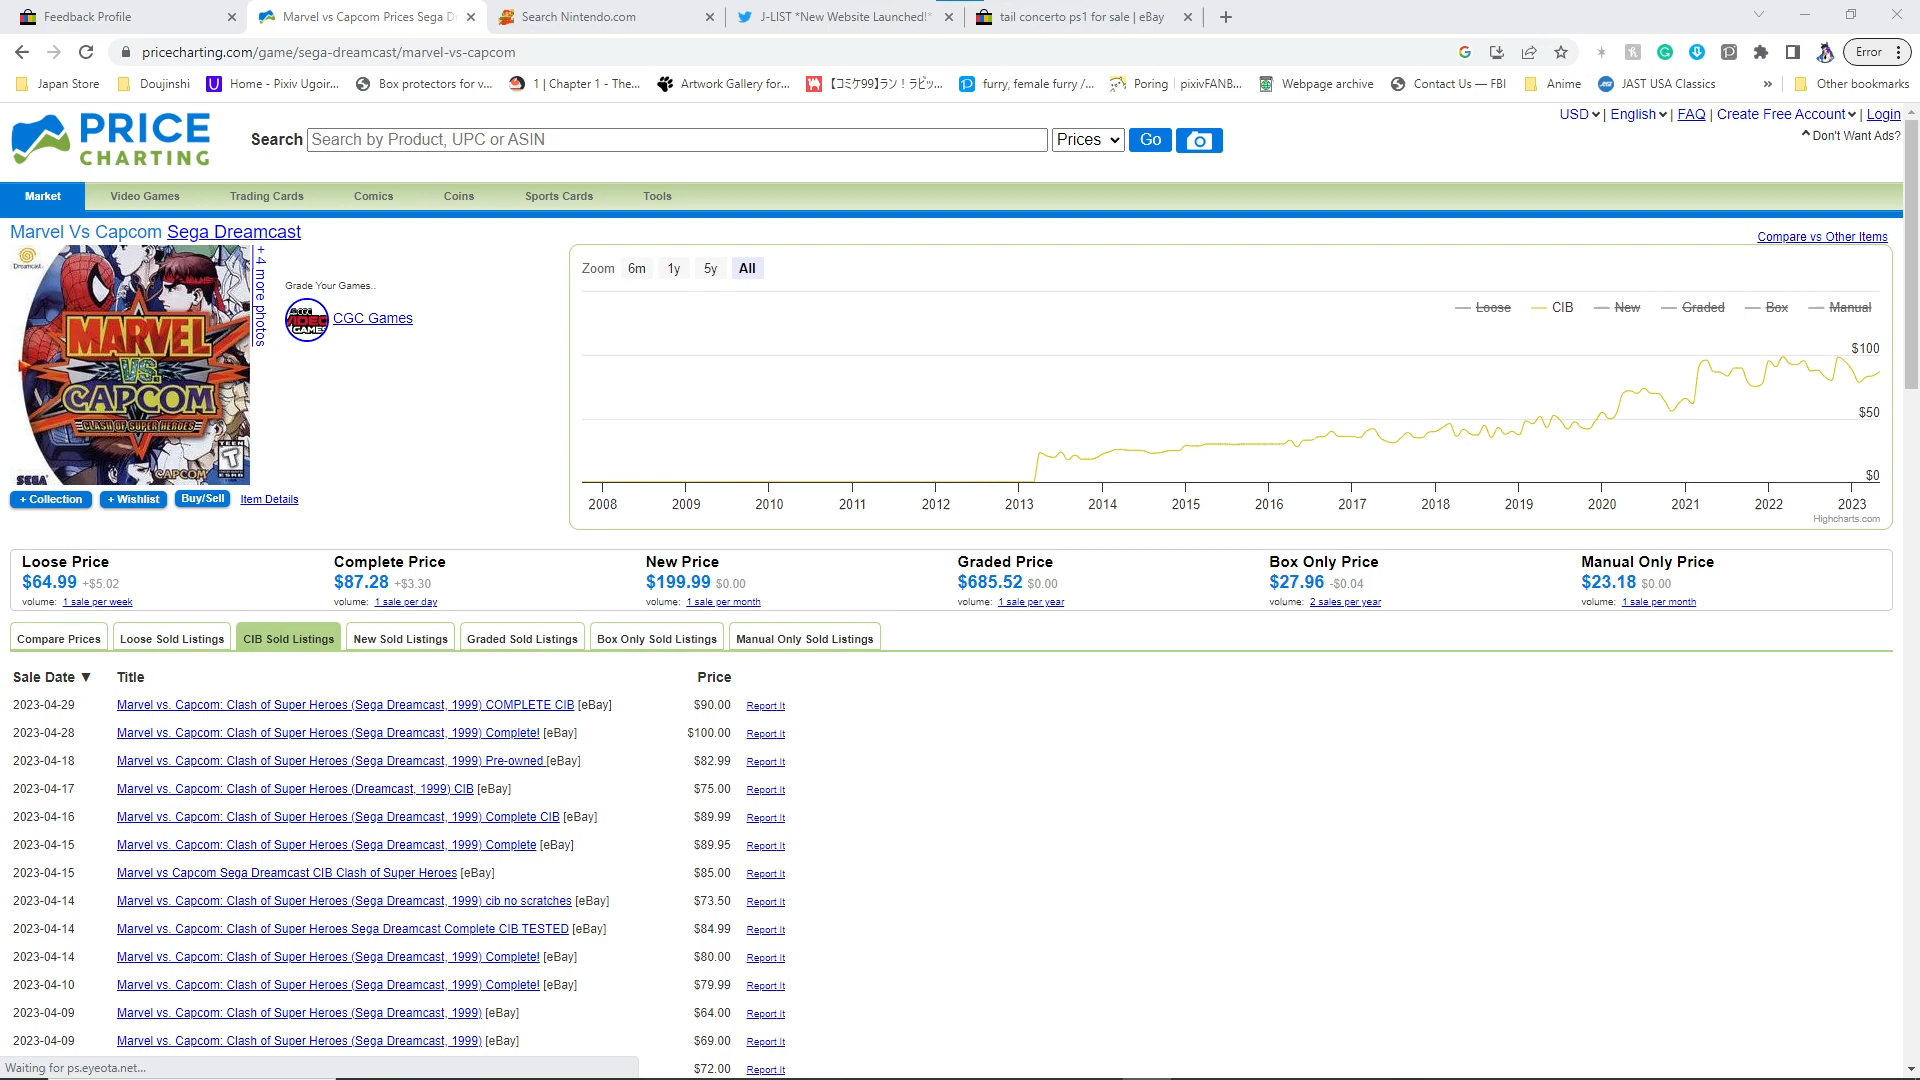 Feedback Profile
Marvel vs Capcom Prices Sega D
Search Nintendo.com
J-LIST *New Website Launched!*
tail concerto ps1 for sale | eBay
pricecharting.com/game/sega-dreamcast/marvel-vs-capcom
Error
Japan Store
Doujinshi
Home - Pixiv Ugoir...
Box protectors for v...
1 | Chapter 1 - The...
Artwork Gallery for...
【コミケ99】ラン！ラビッ...
furry, female furry /...
Poring | pixivFANB...
Webpage archive
Contact Us — FBI
Anime
JAST USA Classics
»
Other bookmarks
PRICE
CHARTING
Search
Search by Product, UPC or ASIN
Prices
Go
USD | English | FAQ | Create Free Account | Login
^ Don't Want Ads?
Market
Video Games
Trading Cards
Comics
Coins
Sports Cards
Tools
Marvel Vs Capcom Sega Dreamcast
Compare vs Other Items
Dreamcast
MARVEL
VS.
CAPCOM
CLASH OF SUPER HEROES
TEEN
T
ESRB
SEGA
CAPCOM
+ 4 more photos
Grade Your Games..
CGC
VIDEO
GAMES
CGC Games
Zoom 6m 1y 5y All
Loose CIB New Graded Box Manual
$100
$50
$0
2008 2009 2010 2011 2012 2013 2014 2015 2016 2017 2018 2019 2020 2021 2022 2023
Highcharts.com
+ Collection
+ Wishlist
Buy/Sell
Item Details
Loose Price
$64.99 +$5.02
volume: 1 sale per week
Complete Price
$87.28 +$3.30
volume: 1 sale per day
New Price
$199.99 $0.00
volume: 1 sale per month
Graded Price
$685.52 $0.00
volume: 1 sale per year
Box Only Price
$27.96 -$0.04
volume: 2 sales per year
Manual Only Price
$23.18 $0.00
volume: 1 sale per month
Compare Prices
Loose Sold Listings
CIB Sold Listings
New Sold Listings
Graded Sold Listings
Box Only Sold Listings
Manual Only Sold Listings
Sale Date ▼ Title Price
2023-04-29 Marvel vs. Capcom: Clash of Super Heroes (Sega Dreamcast, 1999) COMPLETE CIB [eBay] $90.00 Report It
2023-04-28 Marvel vs. Capcom: Clash of Super Heroes (Sega Dreamcast, 1999) Complete! [eBay] $100.00 Report It
2023-04-18 Marvel vs. Capcom: Clash of Super Heroes (Sega Dreamcast, 1999) Pre-owned [eBay] $82.99 Report It
2023-04-17 Marvel vs. Capcom: Clash of Super Heroes (Dreamcast, 1999) CIB [eBay] $75.00 Report It
2023-04-16 Marvel vs. Capcom: Clash of Super Heroes (Sega Dreamcast, 1999) Complete CIB [eBay] $89.99 Report It
2023-04-15 Marvel vs. Capcom: Clash of Super Heroes (Sega Dreamcast, 1999) Complete [eBay] $89.95 Report It
2023-04-15 Marvel vs Capcom Sega Dreamcast CIB Clash of Super Heroes [eBay] $85.00 Report It
2023-04-14 Marvel vs. Capcom: Clash of Super Heroes (Sega Dreamcast, 1999) cib no scratches [eBay] $73.50 Report It
2023-04-14 Marvel vs. Capcom: Clash of Super Heroes Sega Dreamcast Complete CIB TESTED [eBay] $84.99 Report It
2023-04-14 Marvel vs. Capcom: Clash of Super Heroes (Sega Dreamcast, 1999) Complete! [eBay] $80.00 Report It
2023-04-10 Marvel vs. Capcom: Clash of Super Heroes (Sega Dreamcast, 1999) Complete! [eBay] $79.99 Report It
2023-04-09 Marvel vs. Capcom: Clash of Super Heroes (Sega Dreamcast, 1999) [eBay] $64.00 Report It
2023-04-09 Marvel vs. Capcom: Clash of Super Heroes (Sega Dreamcast, 1999) [eBay] $69.00 Report It
Waiting for ps.eyeota.net...
$72.00 Report It